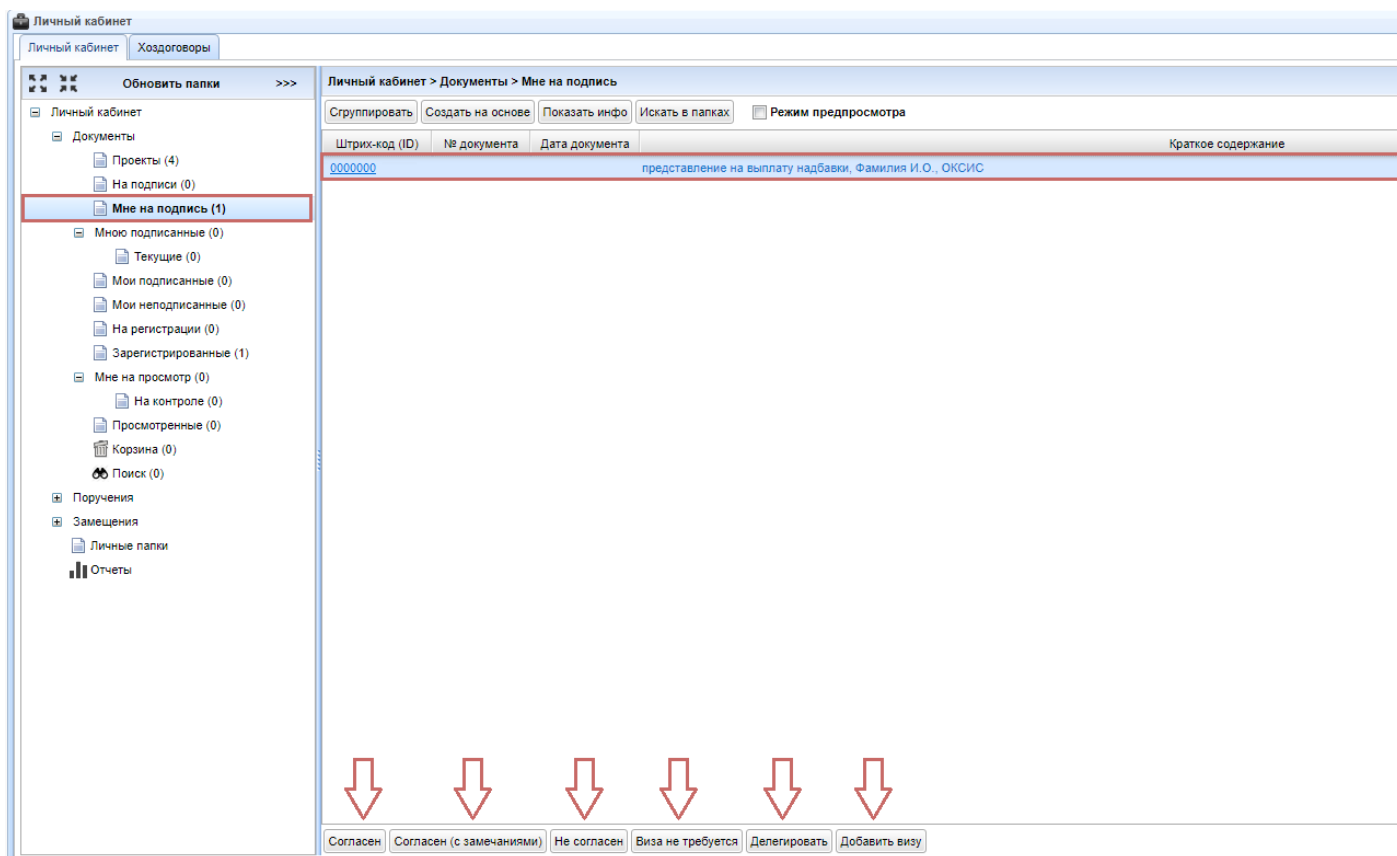 Личный кабинет
Личный кабинет Хоздоговоры
Обновить папки >>>
Личный кабинет
Документы
Проекты (4)
На подписи (0)
Мне на подпись (1)
Мною подписанные (0)
Текущие (0)
Мои подписанные (0)
Мои неподписанные (0)
На регистрации (0)
Зарегистрированные (1)
Мне на просмотр (0)
На контроле (0)
Просмотренные (0)
Корзина (0)
Поиск (0)
Поручения
Замещения
Личные папки
Отчеты
Личный кабинет > Документы > Мне на подпись
Сгруппировать Создать на основе Показать инфо Искать в папках Режим предпросмотра
Штрих-код (ID) № документа Дата документа Краткое содержание
0000000 представление на выплату надбавки, Фамилия И.О., ОКСИС
Согласен Согласен (с замечаниями) Не согласен Виза не требуется Делегировать Добавить визу